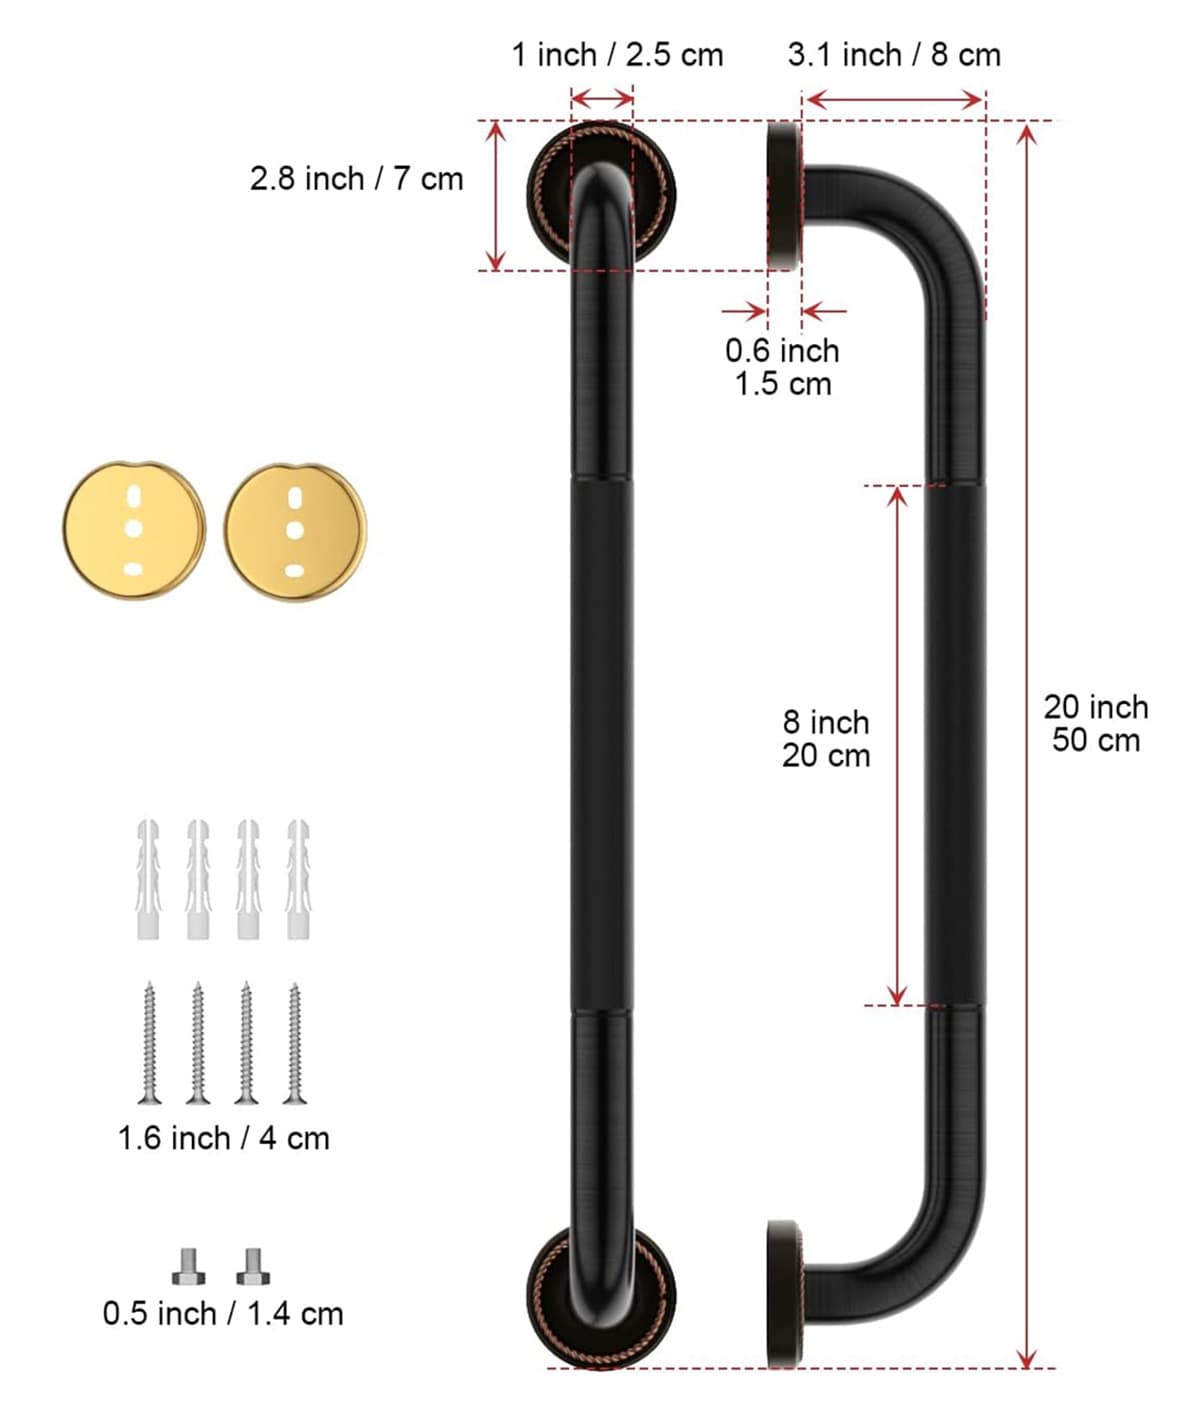 1 inch / 2.5 cm
3.1 inch / 8 cm
2.8 inch / 7 cm
0.6 inch
1.5 cm
20 inch
50 cm
8 inch
20 cm
1.6 inch / 4 cm
0.5 inch / 1.4 cm